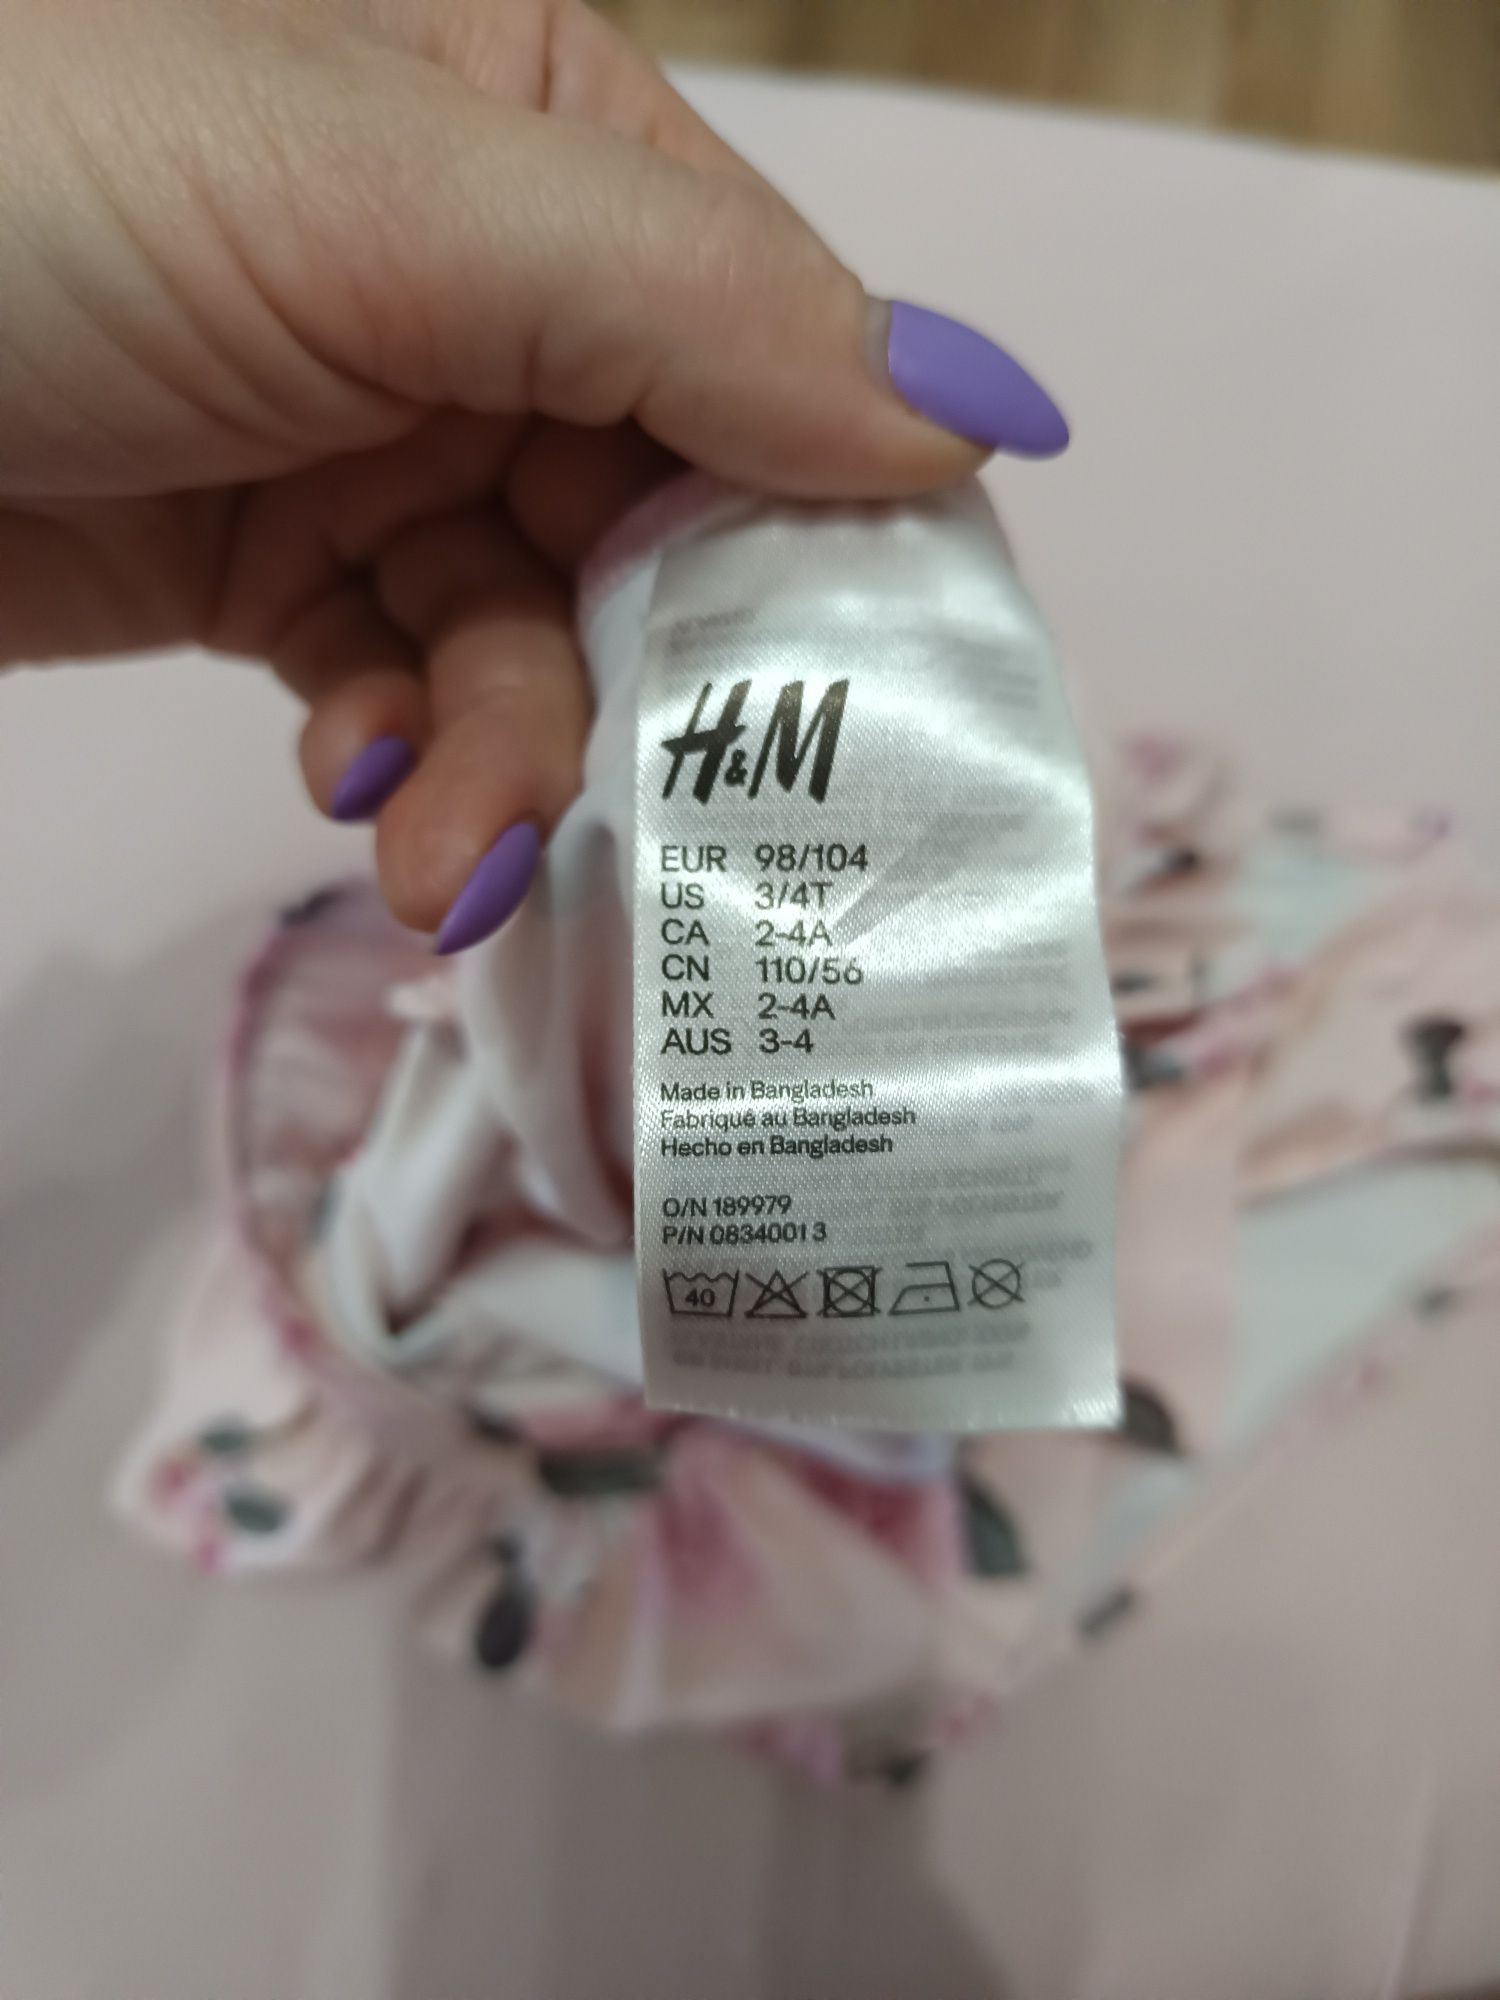 H&M
EUR 98/104
US 3/4T
CA 2-4A
CN 110/56
MX 2-4A
AUS 3-4
Made in Bangladesh
Fabriqué au Bangladesh
Hecho en Bangladesh
O/N 189979
P/N 0834001 3
40